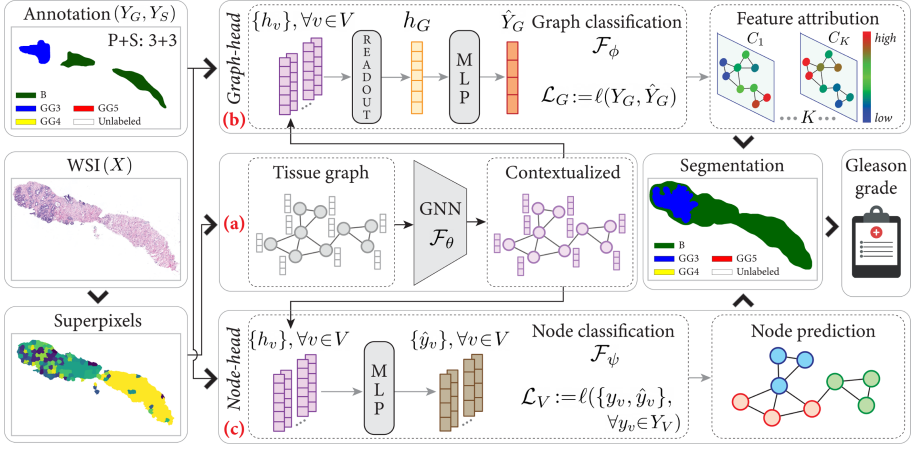 Annotation (Y_G, Y_S)
P+S: 3+3
B
GG3
GG5
GG4
Unlabeled
WSI (X)
Superpixels
Graph-head
(b)
{h_v}, ∀v∈V
READOUT
h_G
MLP
Ŷ_G
Graph classification
F_ϕ
L_G:=ℓ(Y_G, Ŷ_G)
Feature attribution
C_1
C_K
high
low
K
(a)
Tissue graph
GNN
F_θ
Contextualized
Segmentation
B
GG3
GG5
GG4
Unlabeled
Gleason
grade
Node-head
(c)
{h_v}, ∀v∈V
MLP
{ŷ_v}, ∀v∈V
Node classification
F_ψ
L_V:=ℓ({y_v, ŷ_v},
∀y_v∈Y_V)
Node prediction